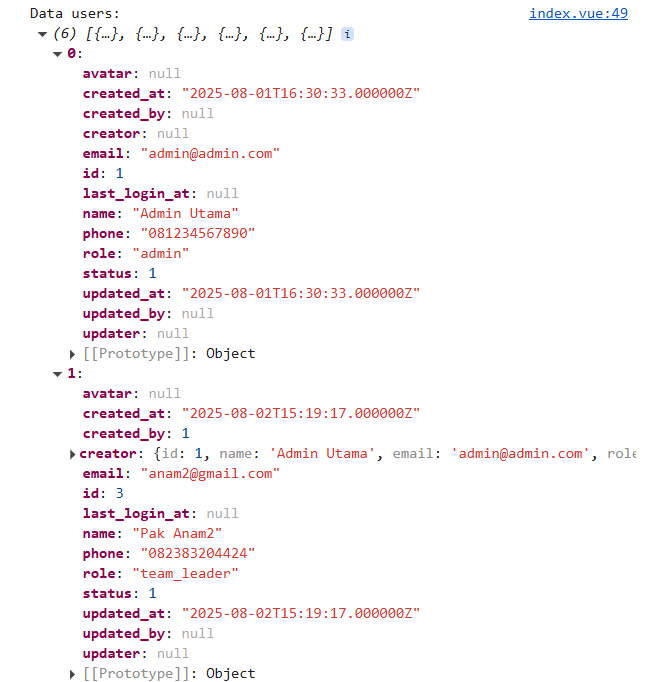 Data users: index.vue:49
(6) [{…}, {…}, {…}, {…}, {…}, {…}] i
0:
avatar: null
created_at: "2025-08-01T16:30:33.000000Z"
created_by: null
creator: null
email: "admin@admin.com"
id: 1
last_login_at: null
name: "Admin Utama"
phone: "081234567890"
role: "admin"
status: 1
updated_at: "2025-08-01T16:30:33.000000Z"
updated_by: null
updater: null
[[Prototype]]: Object
1:
avatar: null
created_at: "2025-08-02T15:19:17.000000Z"
created_by: 1
creator: {id: 1, name: 'Admin Utama', email: 'admin@admin.com', role
email: "anam2@gmail.com"
id: 3
last_login_at: null
name: "Pak Anam2"
phone: "082383204424"
role: "team_leader"
status: 1
updated_at: "2025-08-02T15:19:17.000000Z"
updated_by: null
updater: null
[[Prototype]]: Object